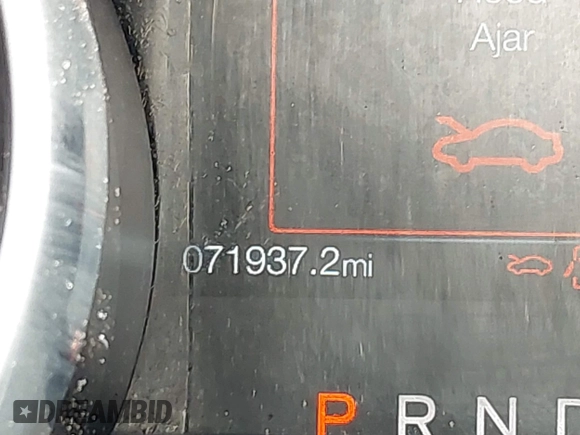 Ajar
071937.2mi
P R N D
DREAMBID